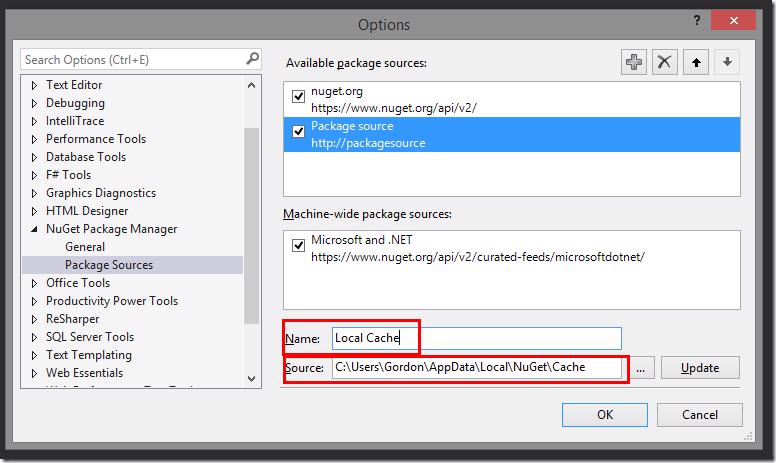 Options
?
Search Options (Ctrl+E)
Text Editor
Debugging
IntelliTrace
Performance Tools
Database Tools
F# Tools
Graphics Diagnostics
HTML Designer
NuGet Package Manager
General
Package Sources
Office Tools
Productivity Power Tools
ReSharper
SQL Server Tools
Text Templating
Web Essentials
Available package sources:
nuget.org
https://www.nuget.org/api/v2/
Package source
http://packagesource
Machine-wide package sources:
Microsoft and .NET
https://www.nuget.org/api/v2/curated-feeds/microsoftdotnet/
Name: Local Cache
Source: C:\Users\Gordon\AppData\Local\NuGet\Cache ... Update
OK Cancel